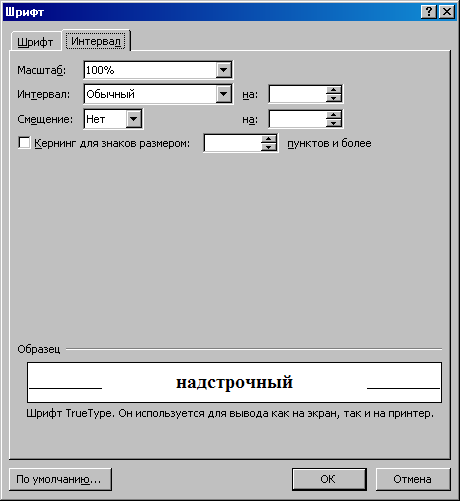 Шрифт
Шрифт Интервал
Масштаб: 100%
Интервал: Обычный на:
Смещение: Нет на:
Кернинг для знаков размером: пунктов и более
Образец
надстрочный
Шрифт TrueType. Он используется для вывода как на экран, так и на принтер.
По умолчанию... OK Отмена